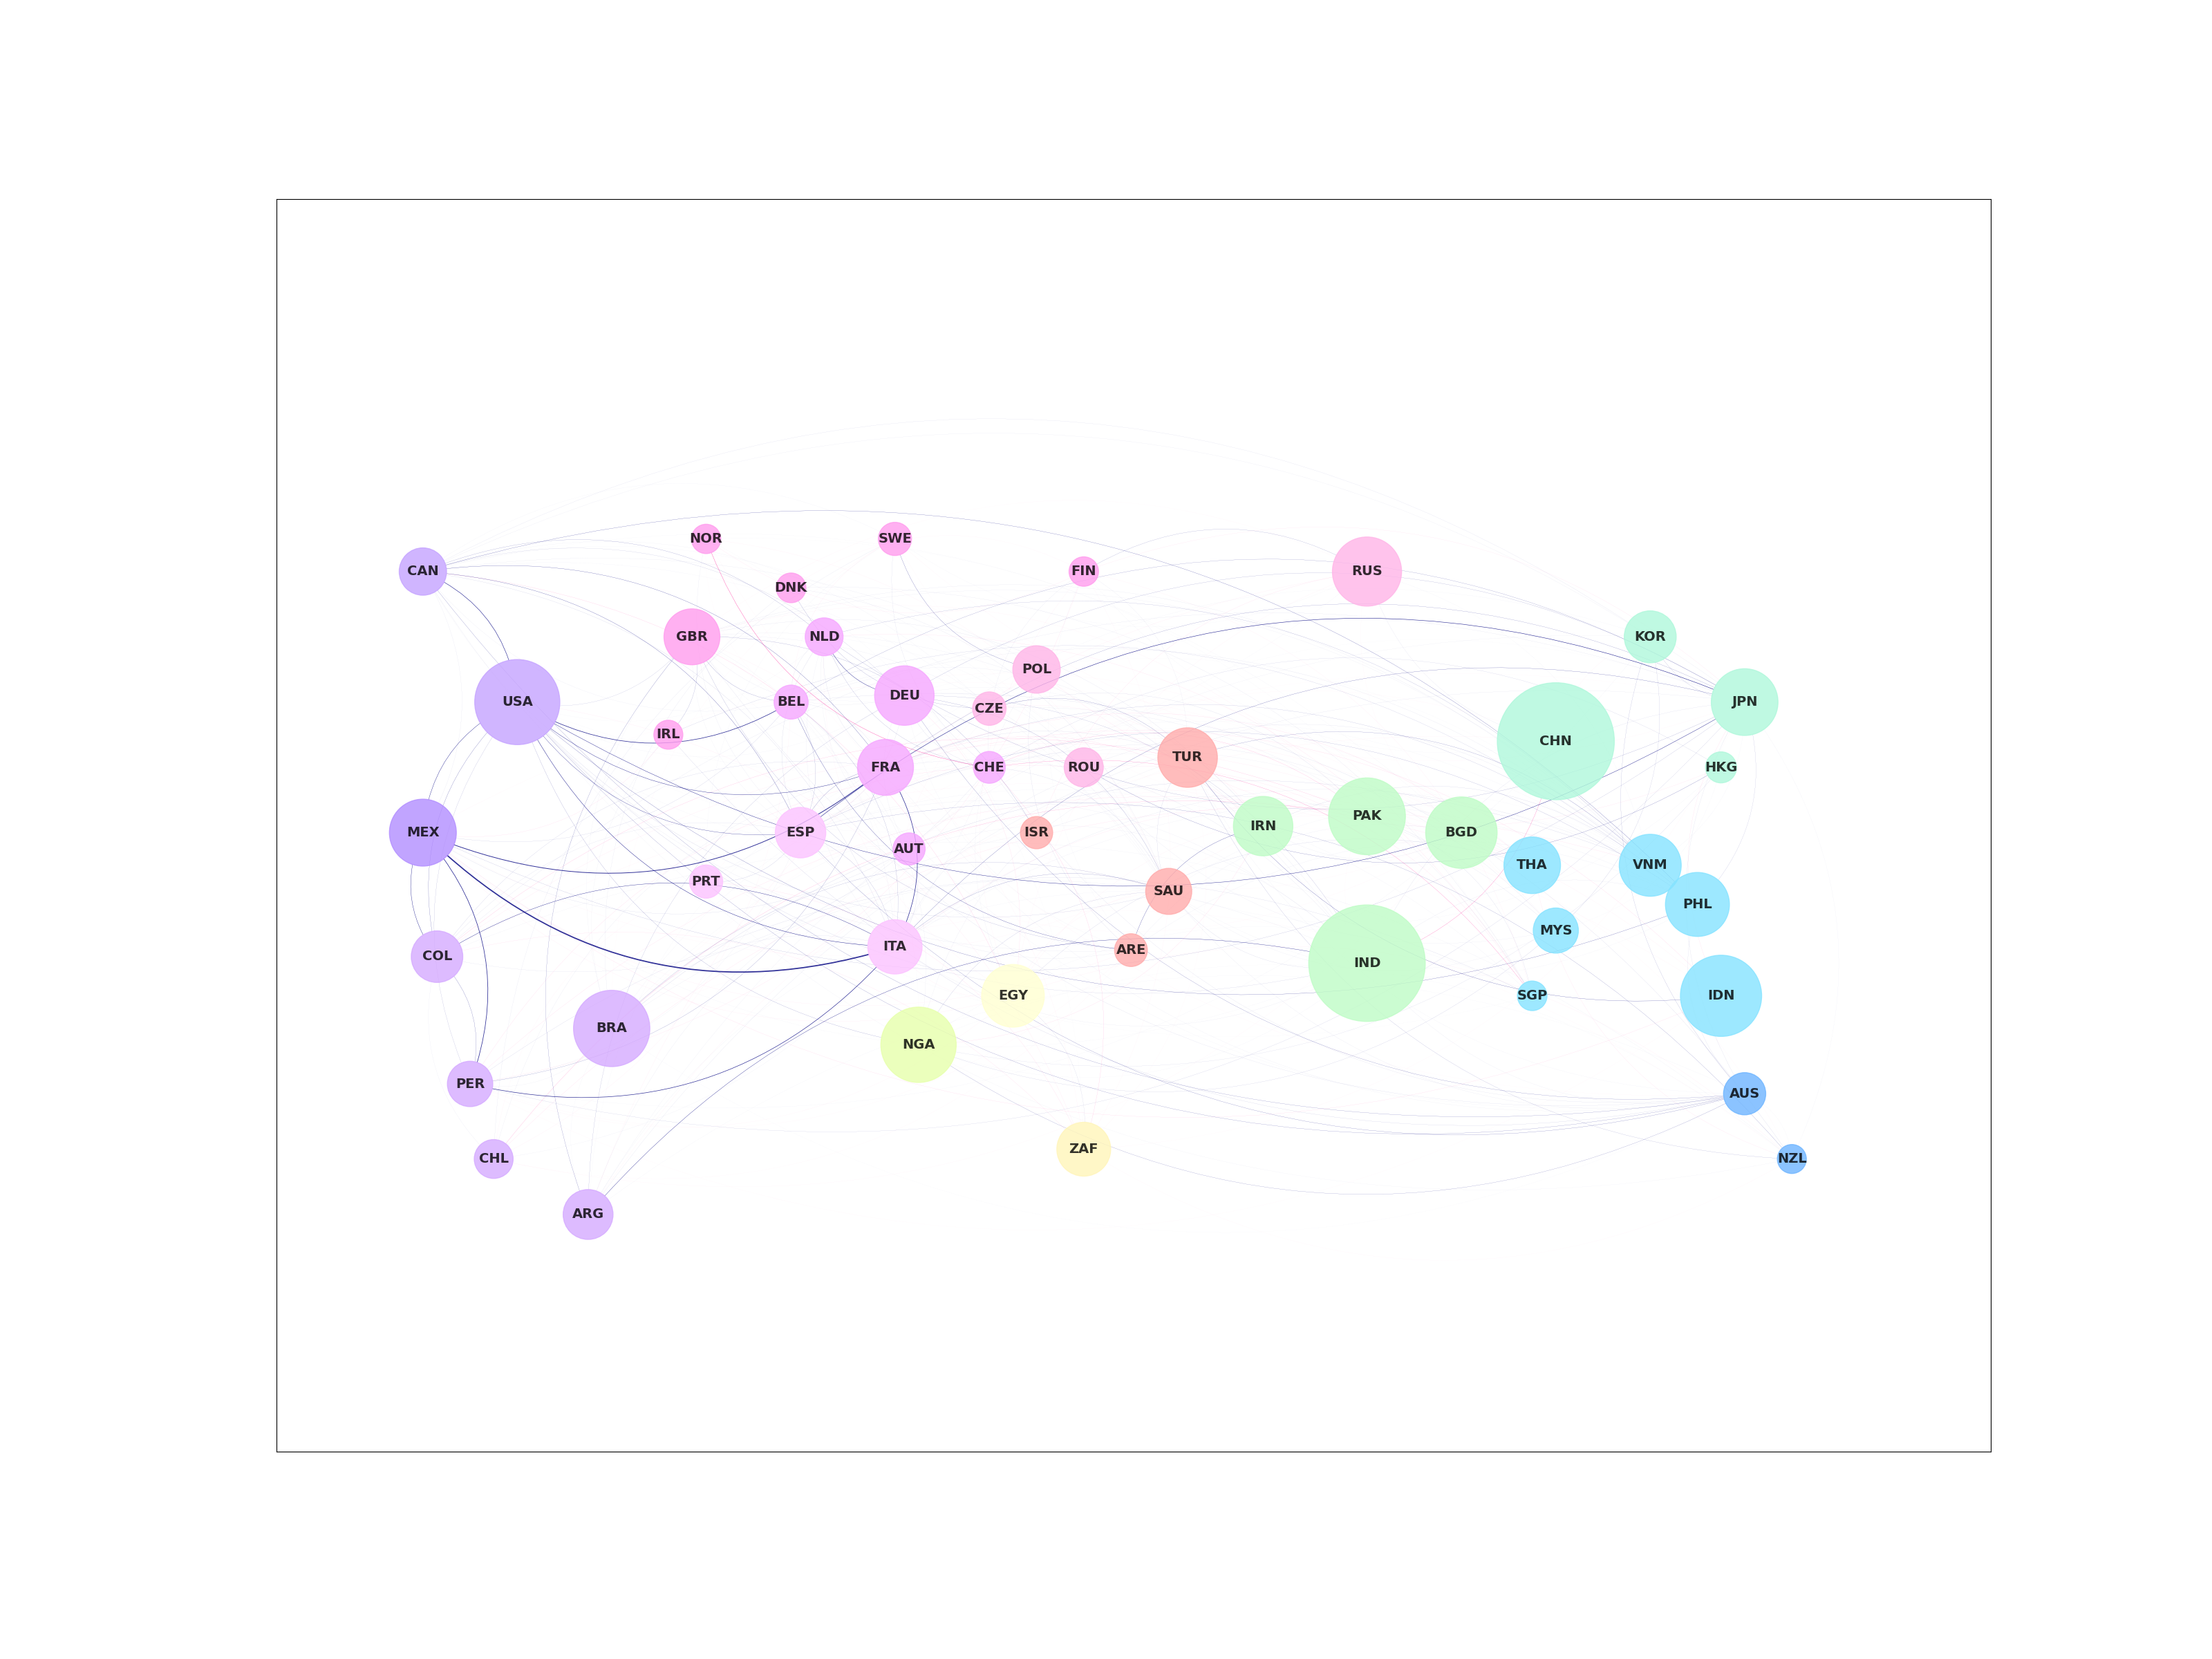 NOR
SWE
CAN
FIN
RUS
DNK
GBR
NLD
KOR
POL
DEU
USA
BEL
CZE
JPN
IRL
CHN
TUR
FRA
CHE
ROU
HKG
PAK
IRN
MEX
ESP
ISR
BGD
AUT
THA
VNM
PRT
SAU
PHL
MYS
ITA
ARE
COL
IND
EGY
SGP
IDN
BRA
NGA
PER
AUS
ZAF
CHL
NZL
ARG